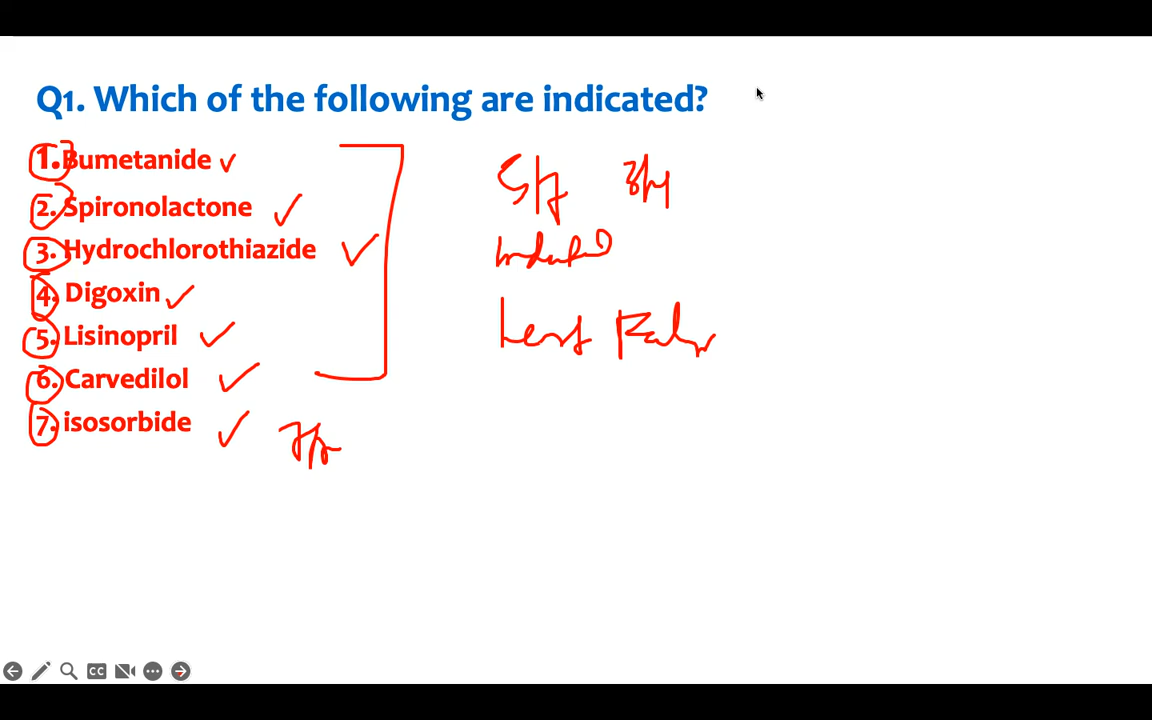 Q1. Which of the following are indicated?
1. Bumetanide
2. Spironolactone
3. Hydrochlorothiazide
4. Digoxin
5. Lisinopril
6. Carvedilol
7. isosorbide
CC